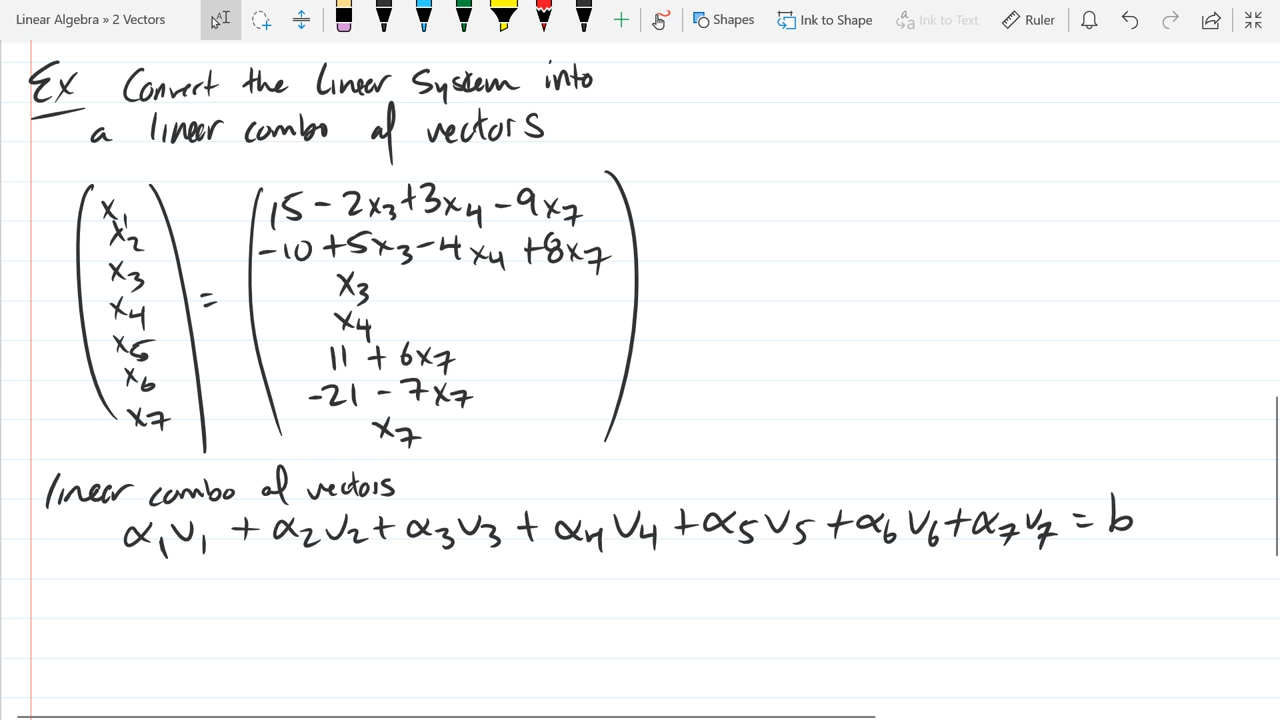 Linear Algebra » 2 Vectors
Shapes
Ink to Shape
Ink to Text
Ruler
Ex Convert the Linear System into
a linear combo of vectors
x₁ 15 - 2x₃ + 3x₄ - 9x₇
x₂ -10 + 5x₃ - 4x₄ + 8x₇
x₃ x₃
x₄ = x₄
x₅ 11 + 6x₇
x₆ -21 - 7x₇
x₇ x₇
linear combo of vectors
α₁v₁ + α₂v₂ + α₃v₃ + α₄v₄ + α₅v₅ + α₆v₆ + α₇v₇ = b